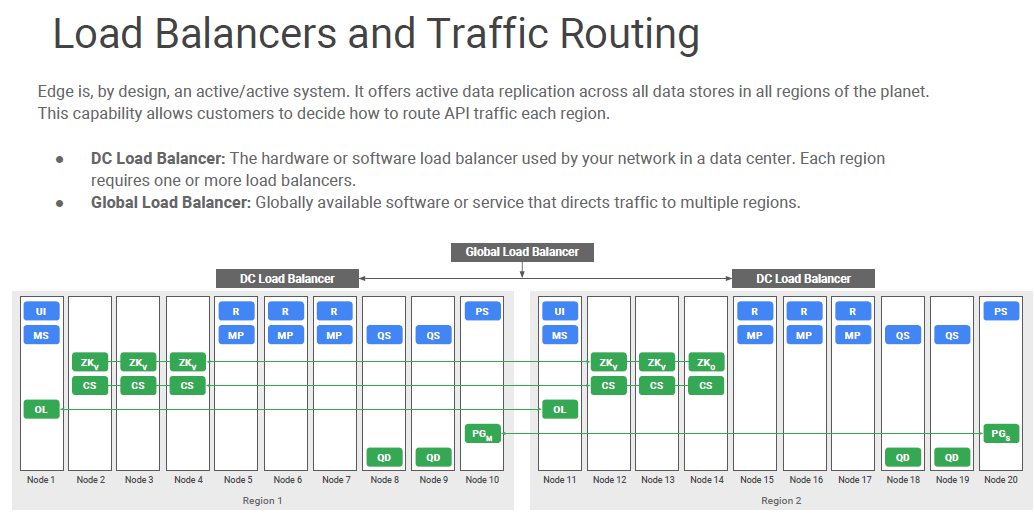 Load Balancers and Traffic Routing
Edge is, by design, an active/active system. It offers active data replication across all data stores in all regions of the planet.
This capability allows customers to decide how to route API traffic each region.
● DC Load Balancer: The hardware or software load balancer used by your network in a data center. Each region
requires one or more load balancers.
● Global Load Balancer: Globally available software or service that directs traffic to multiple regions.
Global Load Balancer
DC Load Balancer DC Load Balancer
UI R R R PS UI R R R PS
MS MP MP MP QS QS MS MP MP MP QS QS
ZKV ZKV ZKV ZKV ZKV ZKO
CS CS CS CS CS CS
OL OL
PGM PGS
QD QD QD QD
Node 1 Node 2 Node 3 Node 4 Node 5 Node 6 Node 7 Node 8 Node 9 Node 10 Node 11 Node 12 Node 13 Node 14 Node 15 Node 16 Node 17 Node 18 Node 19 Node 20
Region 1 Region 2